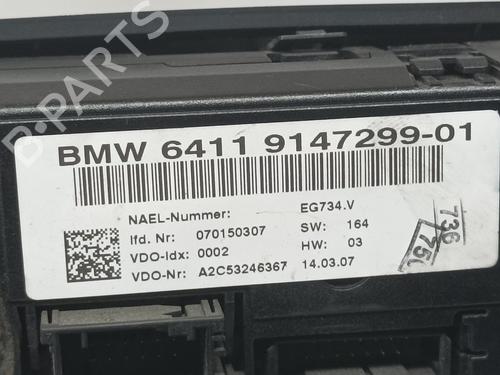 BMW 6411 9147299-01
NAEL-Nummer: EG734.V
lfd. Nr: 070150307 SW: 164
VDO-Idx: 0002 HW: 03
VDO-Nr: A2C53246367 14.03.07
736
750
B-PARTS